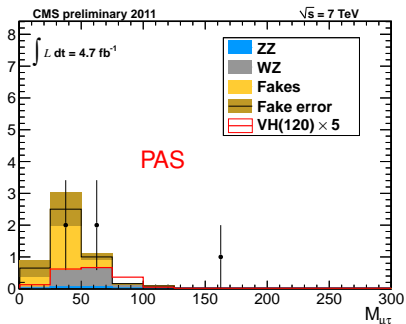 CMS preliminary 2011 √s = 7 TeV
∫ L dt = 4.7 fb⁻¹
ZZ
WZ
Fakes
Fake error
VH(120) × 5
PAS
8
7
6
5
4
3
2
1
0
0 50 100 150 200 250 300
M_μτ